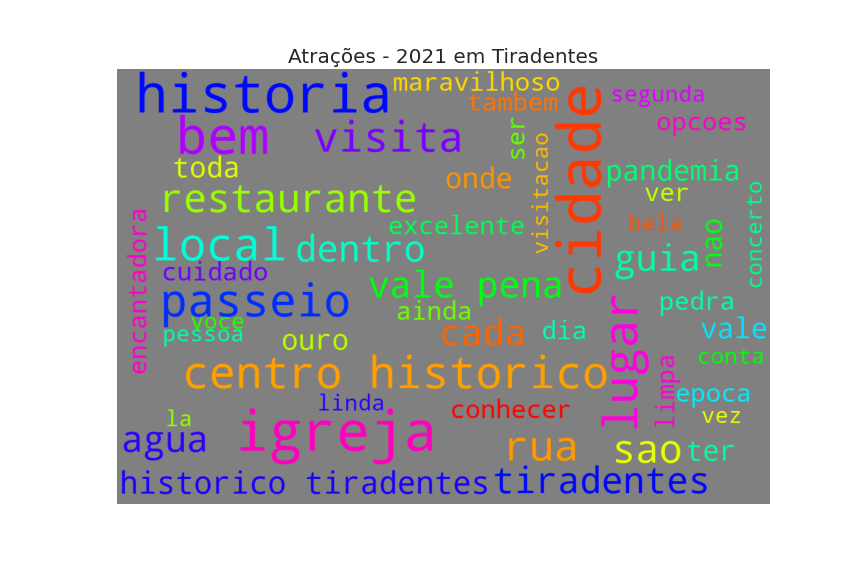 Atrações - 2021 em Tiradentes
historia
maravilhoso
tambem
cidade
segunda
opcoes
bem
visita
ser
visitacao
toda
onde
pandemia
ver
restaurante
excelente
bela
nao
concerto
encantadora
local
dentro
guia
cuidado
vale pena
passeio
voce
pessoa
ainda
pedra
ouro
cada
dia
lugar
vale
conta
centro historico
limpa
epoca
linda
conhecer
vez
la
agua
igreja
rua
sao
ter
historico tiradentes
tiradentes